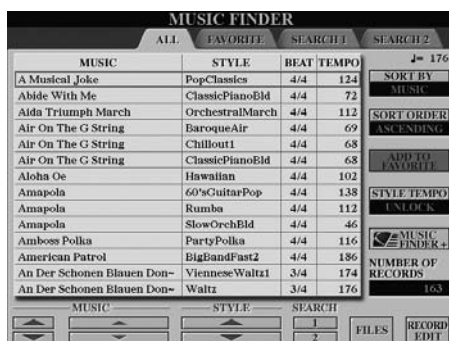 MUSIC FINDER
ALL FAVORITE SEARCH 1 SEARCH 2
MUSIC STYLE BEAT TEMPO
A Musical Joke PopClassics 4/4 124
Abide With Me ClassicPianoBld 4/4 72
Aida Triumph March OrchestralMarch 4/4 112
Air On The G String BaroqueAir 4/4 69
Air On The G String Chillout1 4/4 68
Air On The G String ClassicPianoBld 4/4 68
Aloha Oe Hawaiian 4/4 102
Amapola 60'sGuitarPop 4/4 138
Amapola Rumba 4/4 112
Amapola SlowOrchBld 4/4 46
Amboss Polka PartyPolka 4/4 116
American Patrol BigBandFast2 4/4 186
An Der Schonen Blauen Don~ VienneseWaltz1 3/4 174
An Der Schonen Blauen Don~ Waltz 3/4 176
♩= 176
SORT BY
MUSIC
SORT ORDER
ASCENDING
ADD TO
FAVORITE
STYLE TEMPO
UNLOCK
MUSIC
FINDER+
NUMBER OF
RECORDS
163
MUSIC STYLE SEARCH
1
2
FILES
RECORD
EDIT